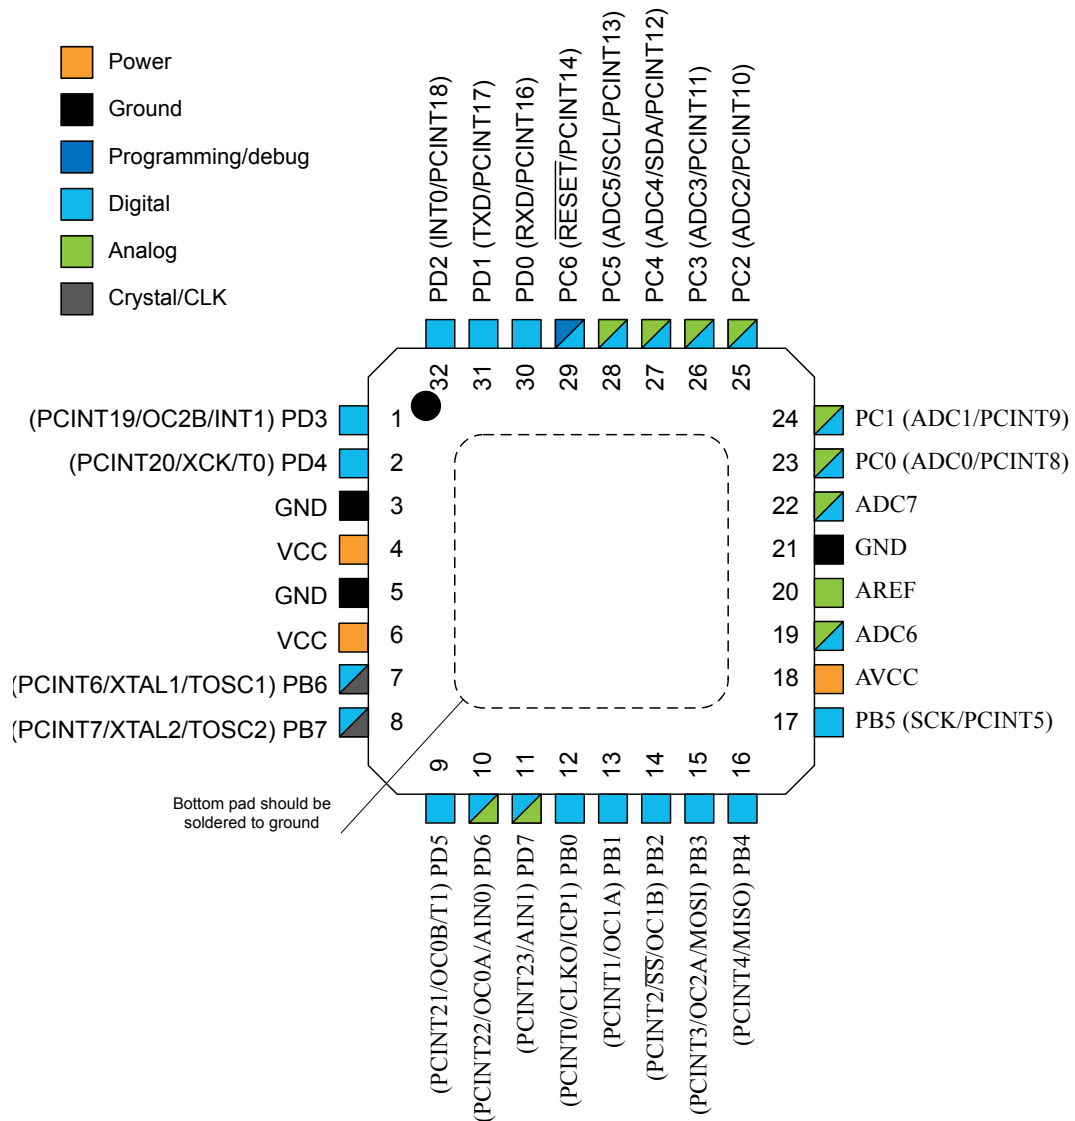 Power
Ground
Programming/debug
Digital
Analog
Crystal/CLK
PD2 (INT0/PCINT18)
PD1 (TXD/PCINT17)
PD0 (RXD/PCINT16)
PC6 (RESET/PCINT14)
PC5 (ADC5/SCL/PCINT13)
PC4 (ADC4/SDA/PCINT12)
PC3 (ADC3/PCINT11)
PC2 (ADC2/PCINT10)
32
31
30
29
28
27
26
25
(PCINT19/OC2B/INT1) PD3
1
(PCINT20/XCK/T0) PD4
2
GND
3
VCC
4
GND
5
VCC
6
(PCINT6/XTAL1/TOSC1) PB6
7
(PCINT7/XTAL2/TOSC2) PB7
8
24
PC1 (ADC1/PCINT9)
23
PC0 (ADC0/PCINT8)
22
ADC7
21
GND
20
AREF
19
ADC6
18
AVCC
17
PB5 (SCK/PCINT5)
9
10
11
12
13
14
15
16
Bottom pad should be
soldered to ground
(PCINT21/OC0B/T1) PD5
(PCINT22/OC0A/AIN0) PD6
(PCINT23/AIN1) PD7
(PCINT0/CLKO/ICP1) PB0
(PCINT1/OC1A) PB1
(PCINT2/SS/OC1B) PB2
(PCINT3/OC2A/MOSI) PB3
(PCINT4/MISO) PB4